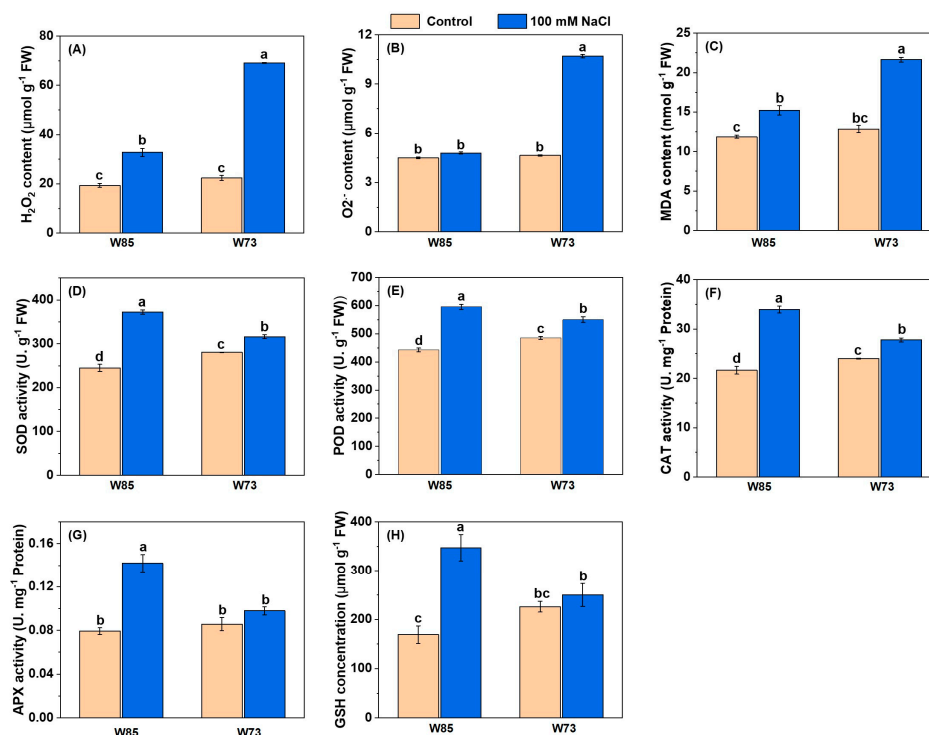 Control 100 mM NaCl
(A)
H₂O₂ content (μmol g⁻¹ FW)
80
60
40
20
0
c
b
c
a
W85 W73
(B)
O2·⁻ content (μmol g⁻¹ FW)
12
9
6
3
0
b
b
b
a
W85 W73
(C)
MDA content (nmol g⁻¹ FW)
25
20
15
10
5
0
c
b
bc
a
W85 W73
(D)
SOD activity (U. g⁻¹ FW)
400
300
200
100
0
d
a
c
b
W85 W73
(E)
POD activity (U. g⁻¹ FW))
700
600
500
400
300
200
100
0
d
a
c
b
W85 W73
(F)
CAT activity (U. mg⁻¹ Protein)
40
30
20
10
0
d
a
c
b
W85 W73
(G)
APX activity (U. mg⁻¹ Protein)
0.16
0.12
0.08
0.04
0.00
b
a
b
b
W85 W73
(H)
GSH concentration (μmol g⁻¹ FW)
400
300
200
100
0
c
a
bc
b
W85 W73